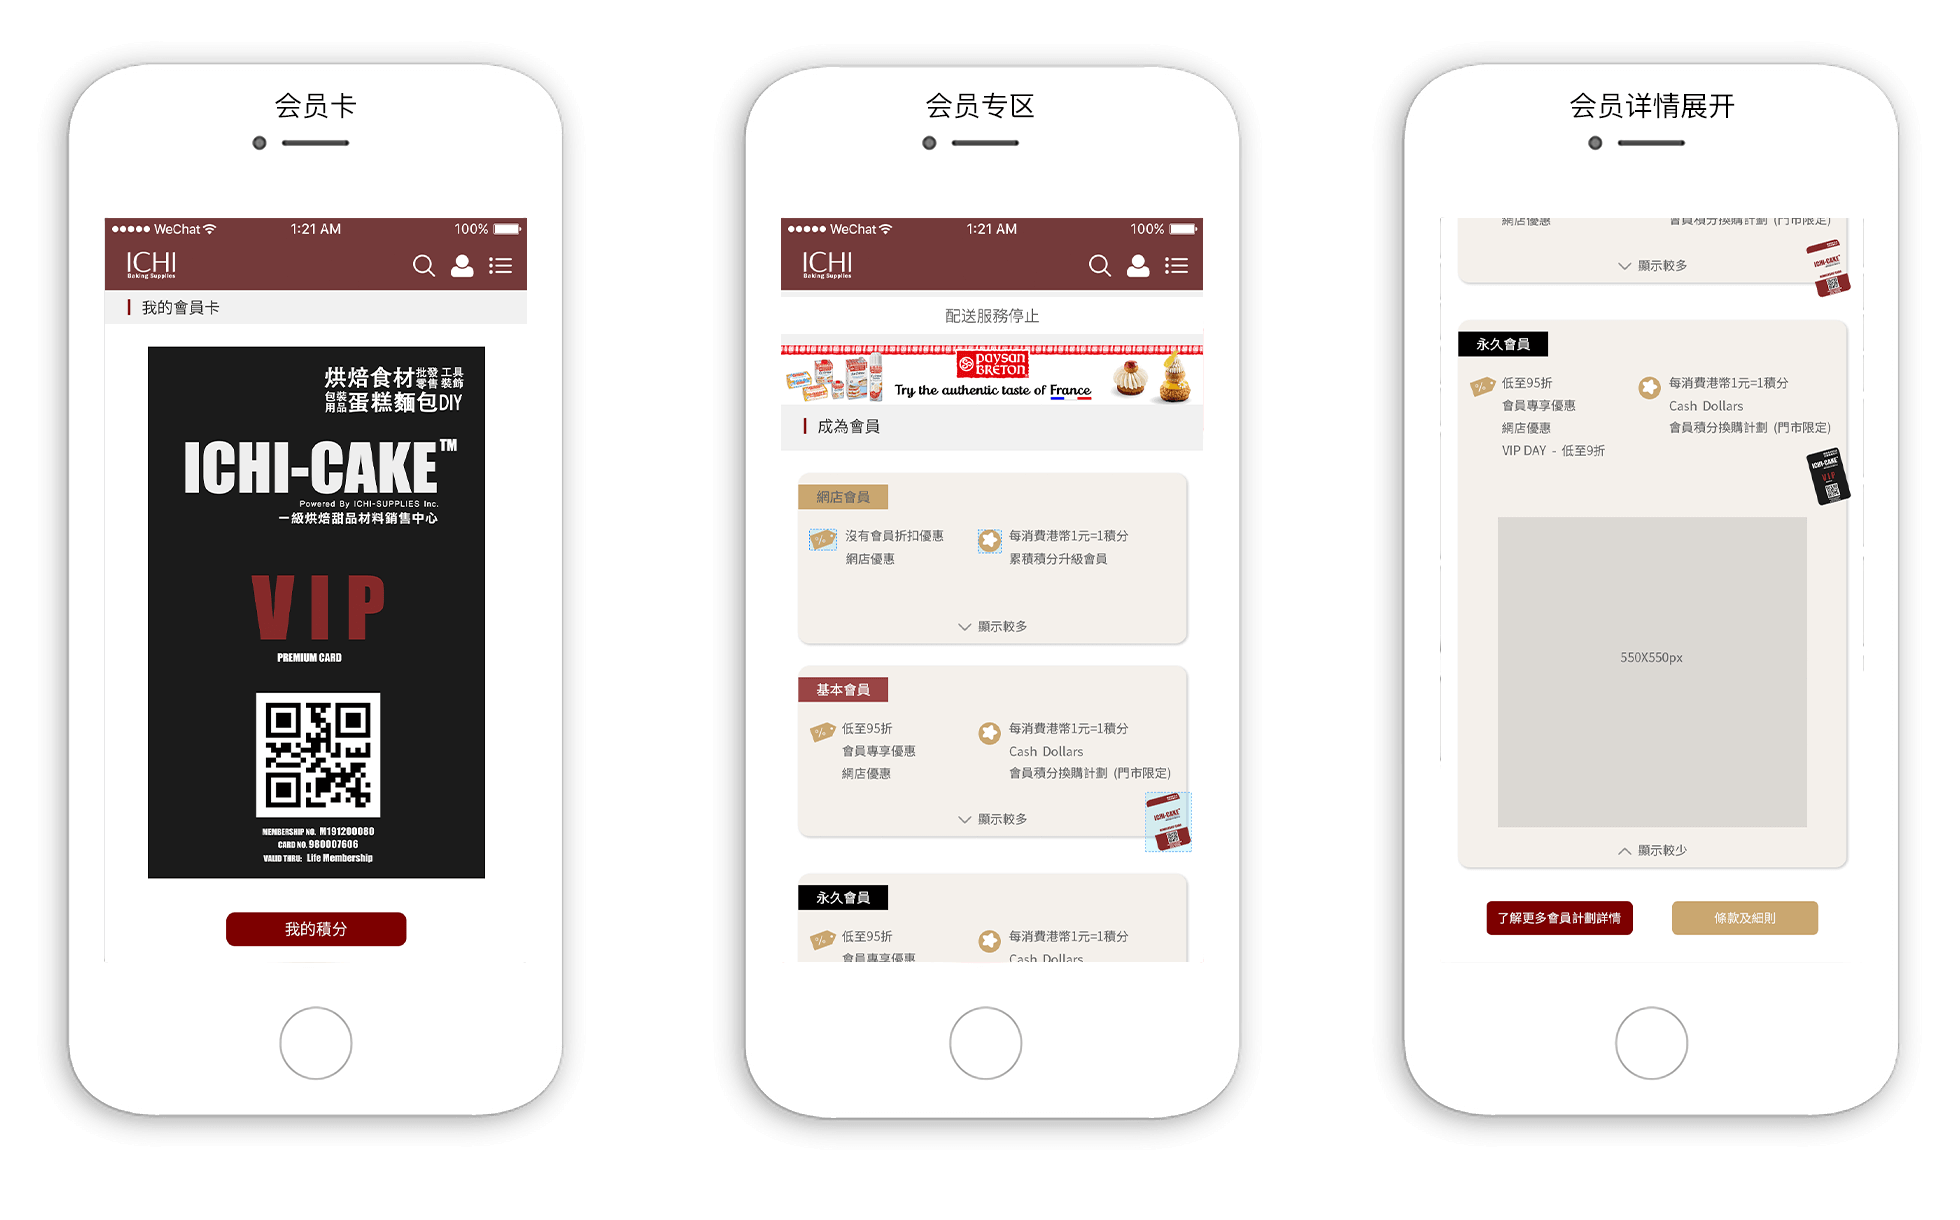 会员卡
WeChat
1:21 AM
100%
ICHI
Baking Supplies
我的會員卡
烘焙食材批發 工具
零售 裝飾
包裝
用品蛋糕麵包DIY
ICHI-CAKE™
Powered By ICHI-SUPPLIES Inc.
一級烘焙甜品材料銷售中心
VIP
PREMIUM CARD
MEMBERSHIP NO. M191200080
CARD NO. 980007606
VALID THRU: Life Membership
我的積分
会员专区
WeChat
1:21 AM
100%
ICHI
Baking Supplies
配送服務停止
paysan
BRETON
Try the authentic taste of France
成為會員
網店會員
沒有會員折扣優惠
網店優惠
每消費港幣1元=1積分
累積積分升級會員
顯示較多
基本會員
低至95折
會員專享優惠
網店優惠
每消費港幣1元=1積分
Cash Dollars
會員積分換購計劃 (門市限定)
ICHI-CAKE
顯示較多
永久會員
低至95折
會員專享優惠
每消費港幣1元=1積分
Cash Dollars
会员详情展开
網店優惠
會員積分換購計劃 (門市限定)
顯示較多
ICHI-CAKE
永久會員
低至95折
會員專享優惠
網店優惠
VIP DAY - 低至9折
每消費港幣1元=1積分
Cash Dollars
會員積分換購計劃 (門市限定)
ICHI-CAKE
VIP
550X550px
顯示較少
了解更多會員計劃詳情
條款及細則